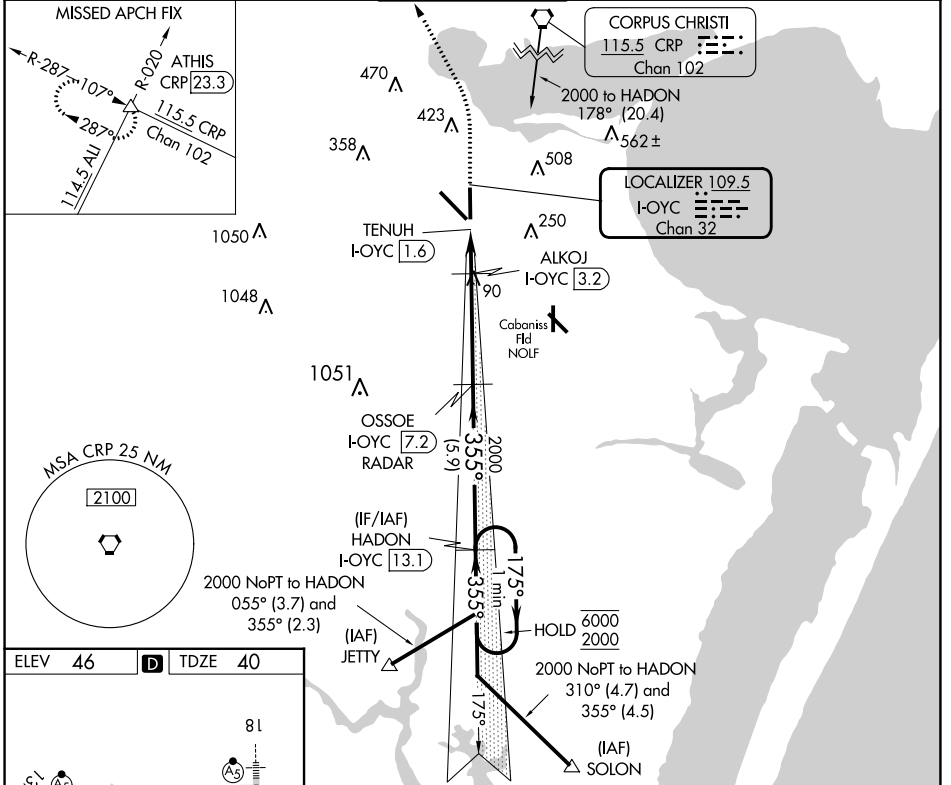 MISSED APCH FIX
ATHIS
CRP 23.3
R-020
R-287
107°
287°
115.5 CRP
Chan 102
114.5 ALI
CORPUS CHRISTI
115.5 CRP
Chan 102
2000 to HADON
178° (20.4)
470
423
358
562 ±
508
LOCALIZER 109.5
I-OYC
Chan 32
1050
TENUH
I-OYC 1.6
250
ALKOJ
I-OYC 3.2
1048
90
Cabaniss
Fld
NOLF
1051
OSSOE
I-OYC 7.2
RADAR
355°
(5.9)
2000
MSA CRP 25 NM
2100
(IF/IAF)
HADON
I-OYC 13.1
175°
1 min
355°
2000 NoPT to HADON
055° (3.7) and
355° (2.3)
(IAF)
JETTY
HOLD 6000
2000
2000 NoPT to HADON
310° (4.7) and
355° (4.5)
175°
(IAF)
SOLON
ELEV 46 D TDZE 40
18
A5
A5